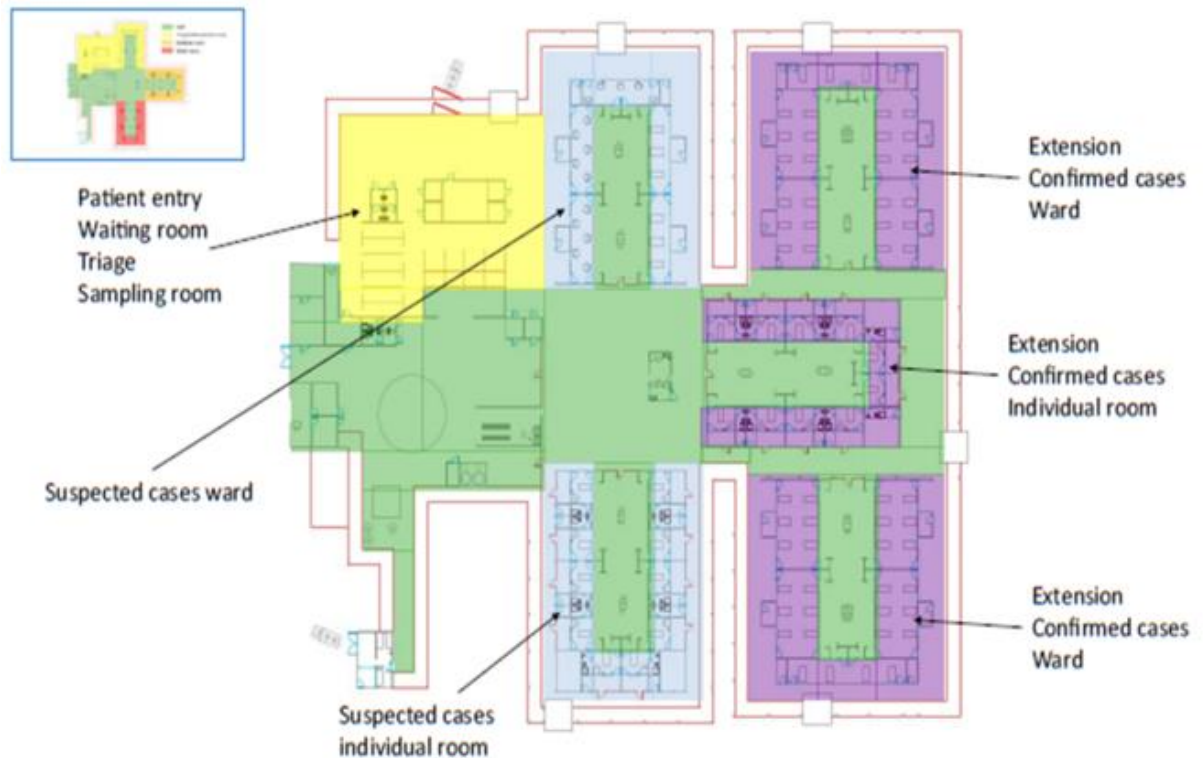 Patient entry
Waiting room
Triage
Sampling room
Suspected cases ward
Suspected cases
individual room
Extension
Confirmed cases
Ward
Extension
Confirmed cases
Individual room
Extension
Confirmed cases
Ward